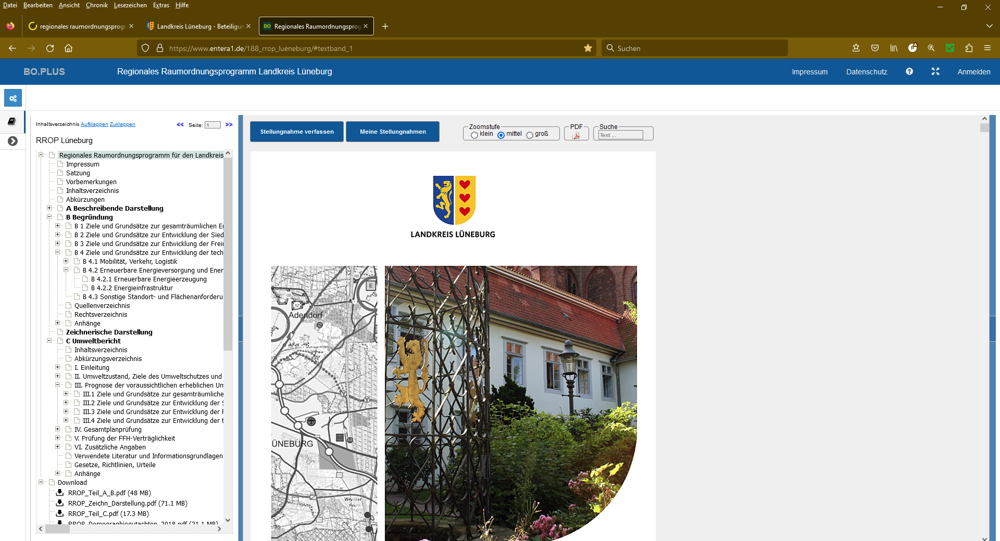 Datei Bearbeiten Ansicht Chronik Lesezeichen Extras Hilfe
regionales raumordnungsprogr
Landkreis Lüneburg - Beteiligun
BO Regionales Raumordnungsprog
https://www.entera1.de/188_rrop_lueneburg/#textband_1
Suchen
BO.PLUS
Regionales Raumordnungsprogramm Landkreis Lüneburg
Impressum
Datenschutz
Anmelden
Inhaltsverzeichnis Aufklappen Zuklappen
<< Seite: 1 >>
RROP Lüneburg
Regionales Raumordnungsprogramm für den Landkreis
Impressum
Satzung
Vorbemerkungen
Inhaltsverzeichnis
Abkürzungen
A Beschreibende Darstellung
B Begründung
B 1 Ziele und Grundsätze zur gesamträumlichen E
B 2 Ziele und Grundsätze zur Entwicklung der Sied
B 3 Ziele und Grundsätze zur Entwicklung der Frei
B 4 Ziele und Grundsätze zur Entwicklung der tech
B 4.1 Mobilität, Verkehr, Logistik
B 4.2 Erneuerbare Energieversorgung und Ener
B 4.2.1 Erneuerbare Energieerzeugung
B 4.2.2 Energieinfrastruktur
B 4.3 Sonstige Standort- und Flächenanforderu
Quellenverzeichnis
Rechtsverzeichnis
Anhänge
Zeichnerische Darstellung
C Umweltbericht
Inhaltsverzeichnis
Abkürzungsverzeichnis
I. Einleitung
II. Umweltzustand, Ziele des Umweltschutzes und
III. Prognose der voraussichtlichen erheblichen Um
III.1 Ziele und Grundsätze zur gesamträumliche
III.2 Ziele und Grundsätze zur Entwicklung der S
III.3 Ziele und Grundsätze zur Entwicklung der F
III.4 Ziele und Grundsätze zur Entwicklung der t
IV. Gesamtplanprüfung
V. Prüfung der FFH-Verträglichkeit
VI. Zusätzliche Angaben
Verwendete Literatur und Informationsgrundlagen
Gesetze, Richtlinien, Urteile
Anhänge
Download
RROP_Teil_A_B.pdf (48 MB)
RROP_Zeichn_Darstellung.pdf (71.1 MB)
RROP_Teil_C.pdf (17.3 MB)
RROP_Demographiegutachten_2018.pdf (21.1 MB)
Stellungnahme verfassen
Meine Stellungnahmen
Zoomstufe
klein mittel groß
PDF
Suche
Text ...
LANDKREIS LÜNEBURG
E
Adendorf
ÜNEBURG